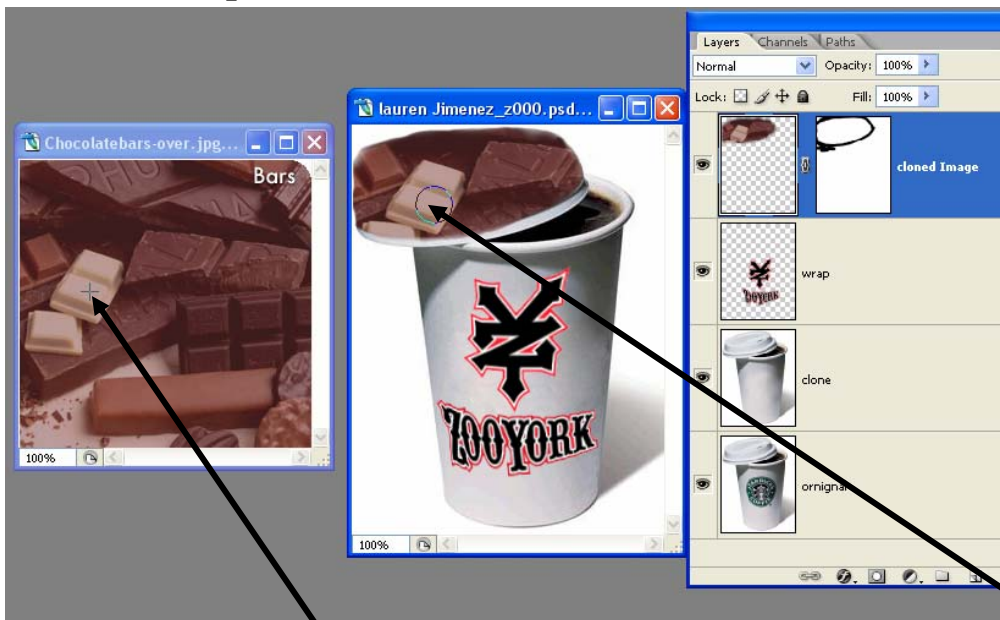 Chocolatebars-over.jpg...
Bars
100%
lauren Jimenez_z000.psd...
ZOOYORK
100%
Layers Channels Paths
Normal Opacity: 100%
Lock: Fill: 100%
cloned Image
wrap
ZOOYORK
clone